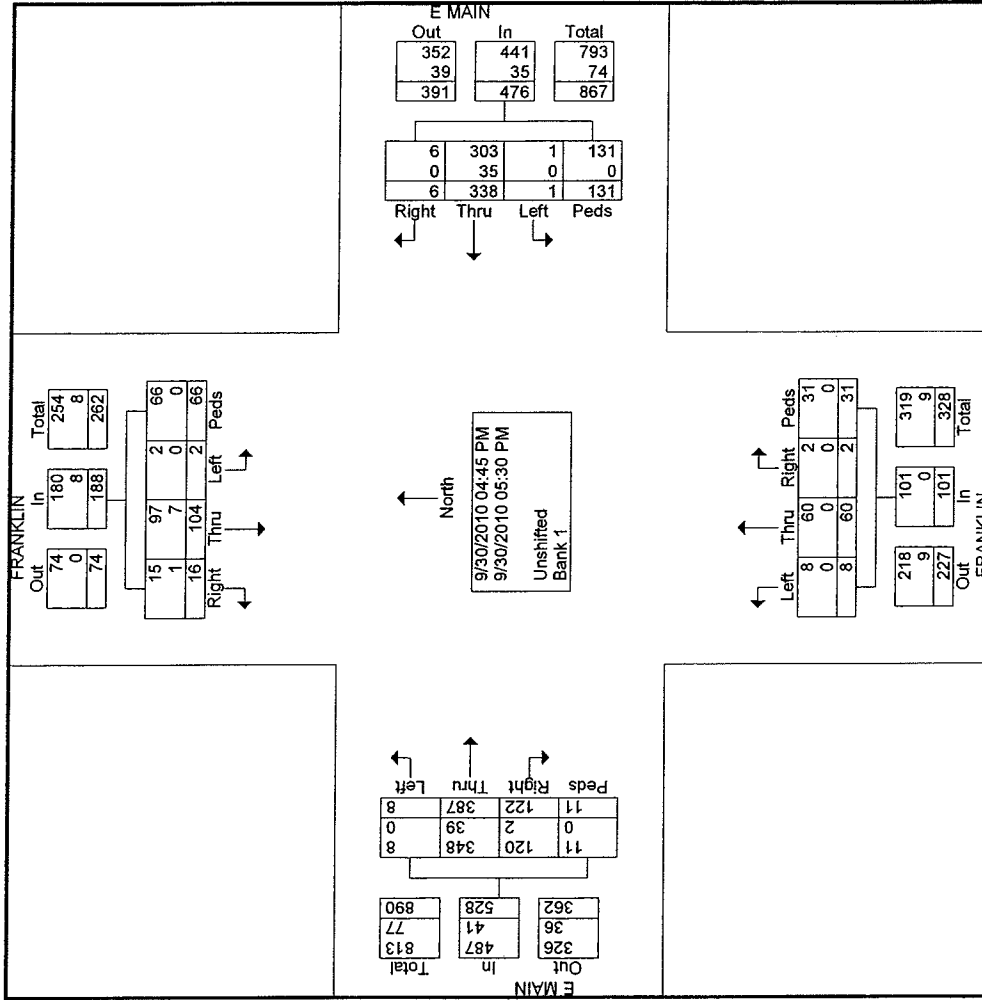 E MAIN
Out In Total
352 441 793
39 35 74
391 476 867
6 303 1 131
0 35 0 0
6 338 1 131
Right Thru Left Peds
FRANKLIN
Out In Total
74 180 254
0 8 8
74 188 262
15 97 2 66
1 7 0 0
16 104 2 66
Right Thru Left Peds
North
9/30/2010 04:45 PM
9/30/2010 05:30 PM
Unshifted
Bank 1
Left Thru Right Peds
8 60 2 31
0 0 0 0
8 60 2 31
218 101 319
9 0 9
227 101 328
Out In Total
FRANKLIN
Left Thru Right Peds
8 387 122 11
0 39 2 0
8 348 120 11
890 528 362
77 41 36
813 487 326
Total In Out
E MAIN